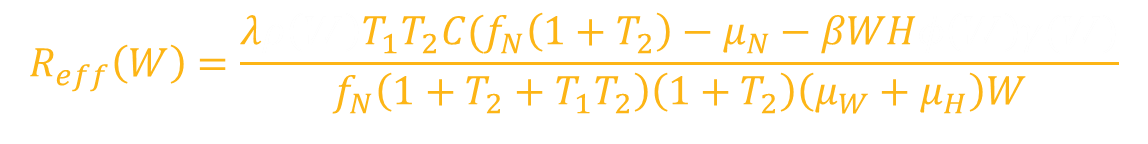 λ T₁T₂C(f_N(1 + T₂) − μ_N − βWH
R_eff(W) =
f_N(1 + T₂ + T₁T₂)(1 + T₂)(μ_W + μ_H)W